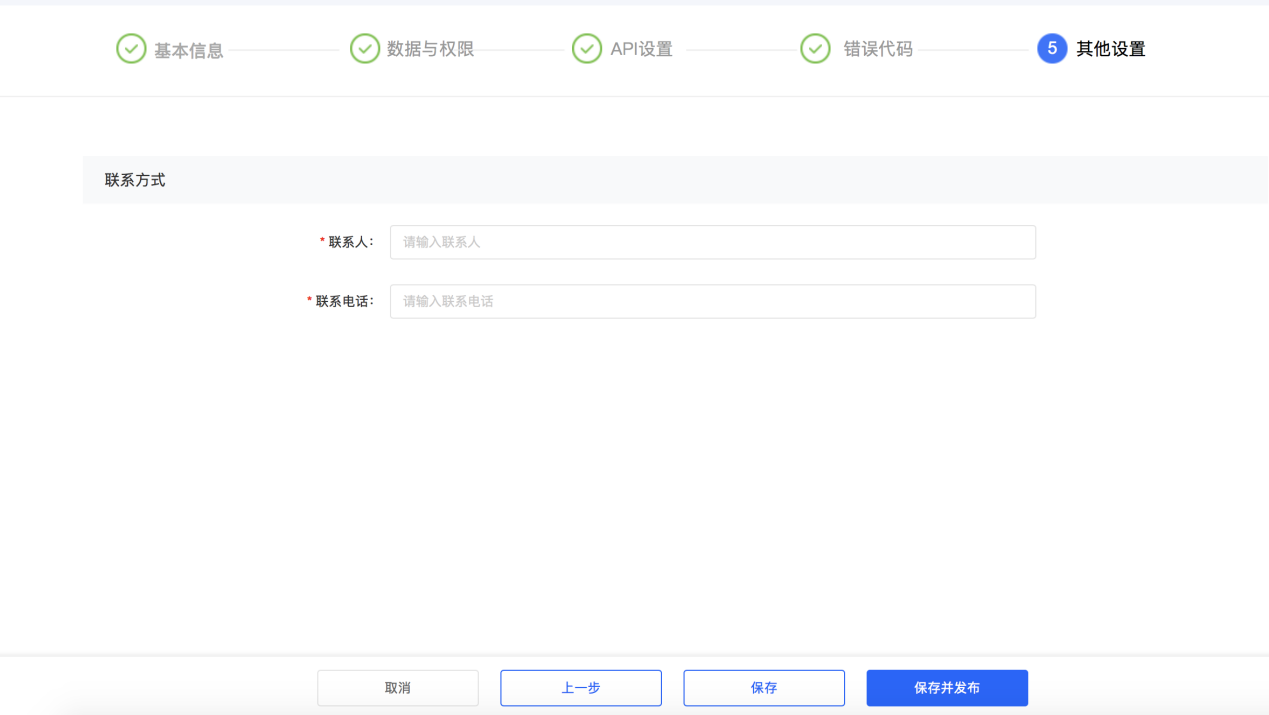 基本信息 数据与权限 API设置 错误代码 5 其他设置
联系方式
* 联系人: 请输入联系人
* 联系电话: 请输入联系电话
取消 上一步 保存 保存并发布